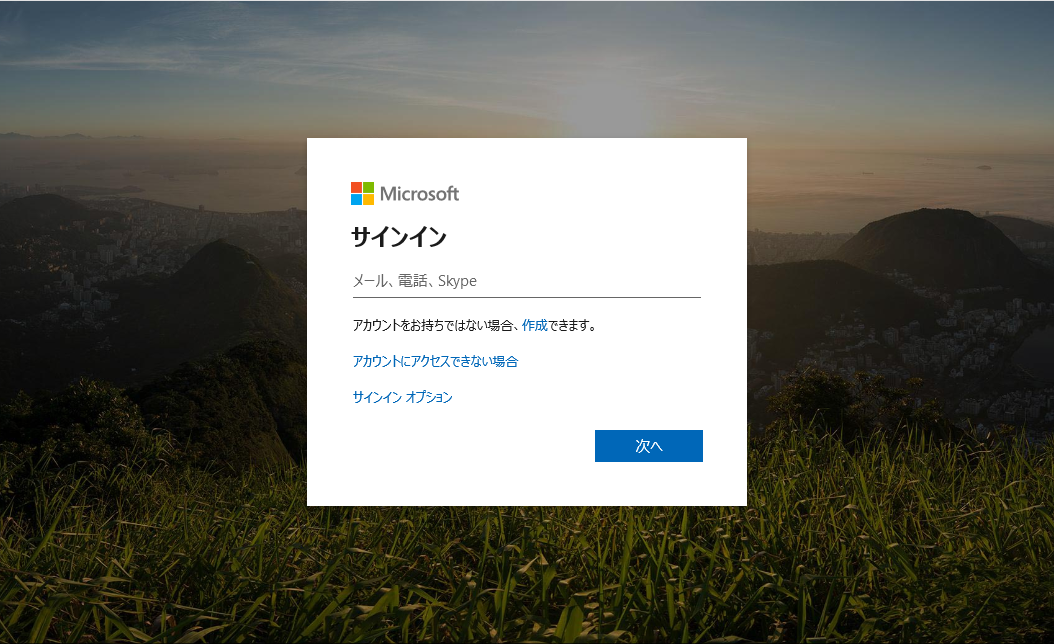 Microsoft
サインイン
メール、電話、Skype
アカウントをお持ちではない場合、作成できます。
アカウントにアクセスできない場合
サインイン オプション
次へ